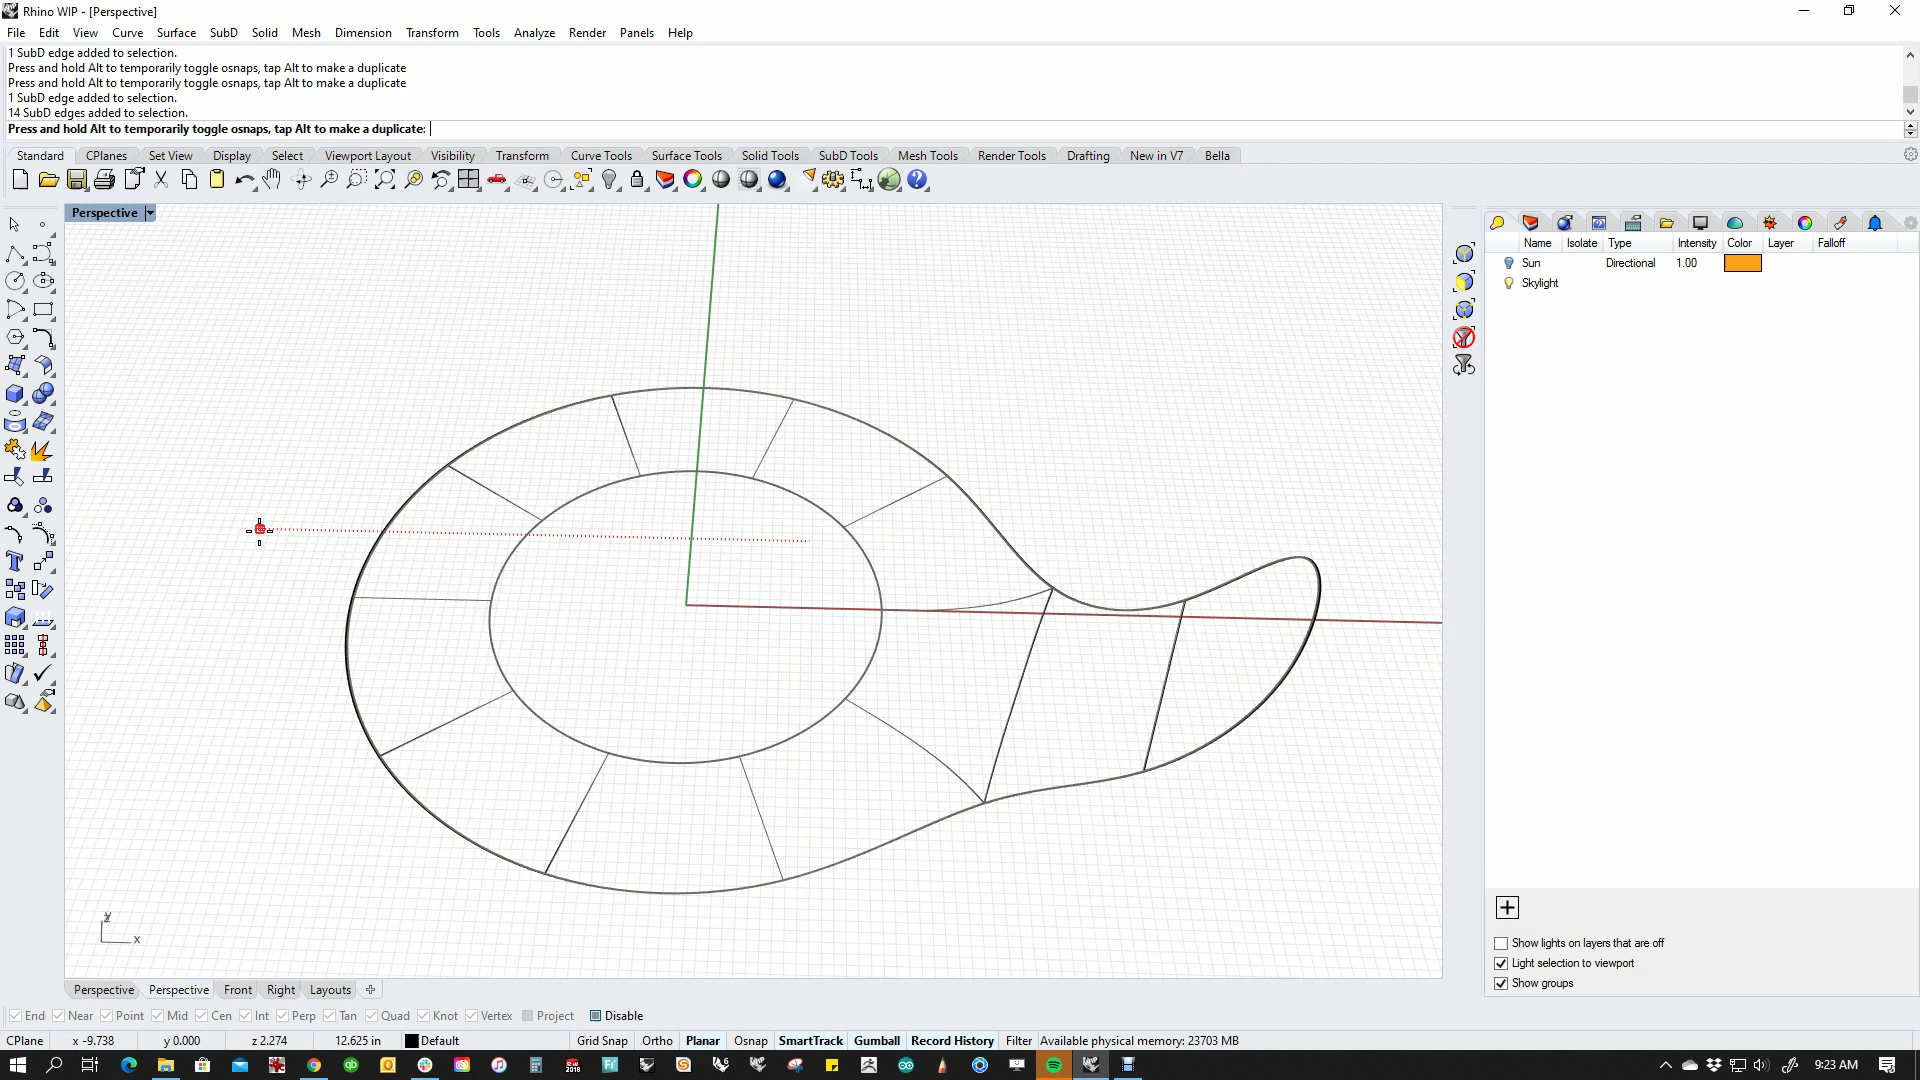 Rhino WIP - [Perspective]
File Edit View Curve Surface SubD Solid Mesh Dimension Transform Tools Analyze Render Panels Help
1 SubD edge added to selection.
Press and hold Alt to temporarily toggle osnaps, tap Alt to make a duplicate
Press and hold Alt to temporarily toggle osnaps, tap Alt to make a duplicate
1 SubD edge added to selection.
14 SubD edges added to selection.
Press and hold Alt to temporarily toggle osnaps, tap Alt to make a duplicate:
Standard CPlanes Set View Display Select Viewport Layout Visibility Transform Curve Tools Surface Tools Solid Tools SubD Tools Mesh Tools Render Tools Drafting New in V7 Bella
Perspective
Name Isolate Type Intensity Color Layer Falloff
Sun Directional 1.00
Skylight
y
x
Show lights on layers that are off
Light selection to viewport
Show groups
Perspective Perspective Front Right Layouts
End Near Point Mid Cen Int Perp Tan Quad Knot Vertex Project Disable
CPlane x -9.738 y 0.000 z 2.274 12.625 in Default Grid Snap Ortho Planar Osnap SmartTrack Gumball Record History Filter Available physical memory: 23703 MB
9:23 AM